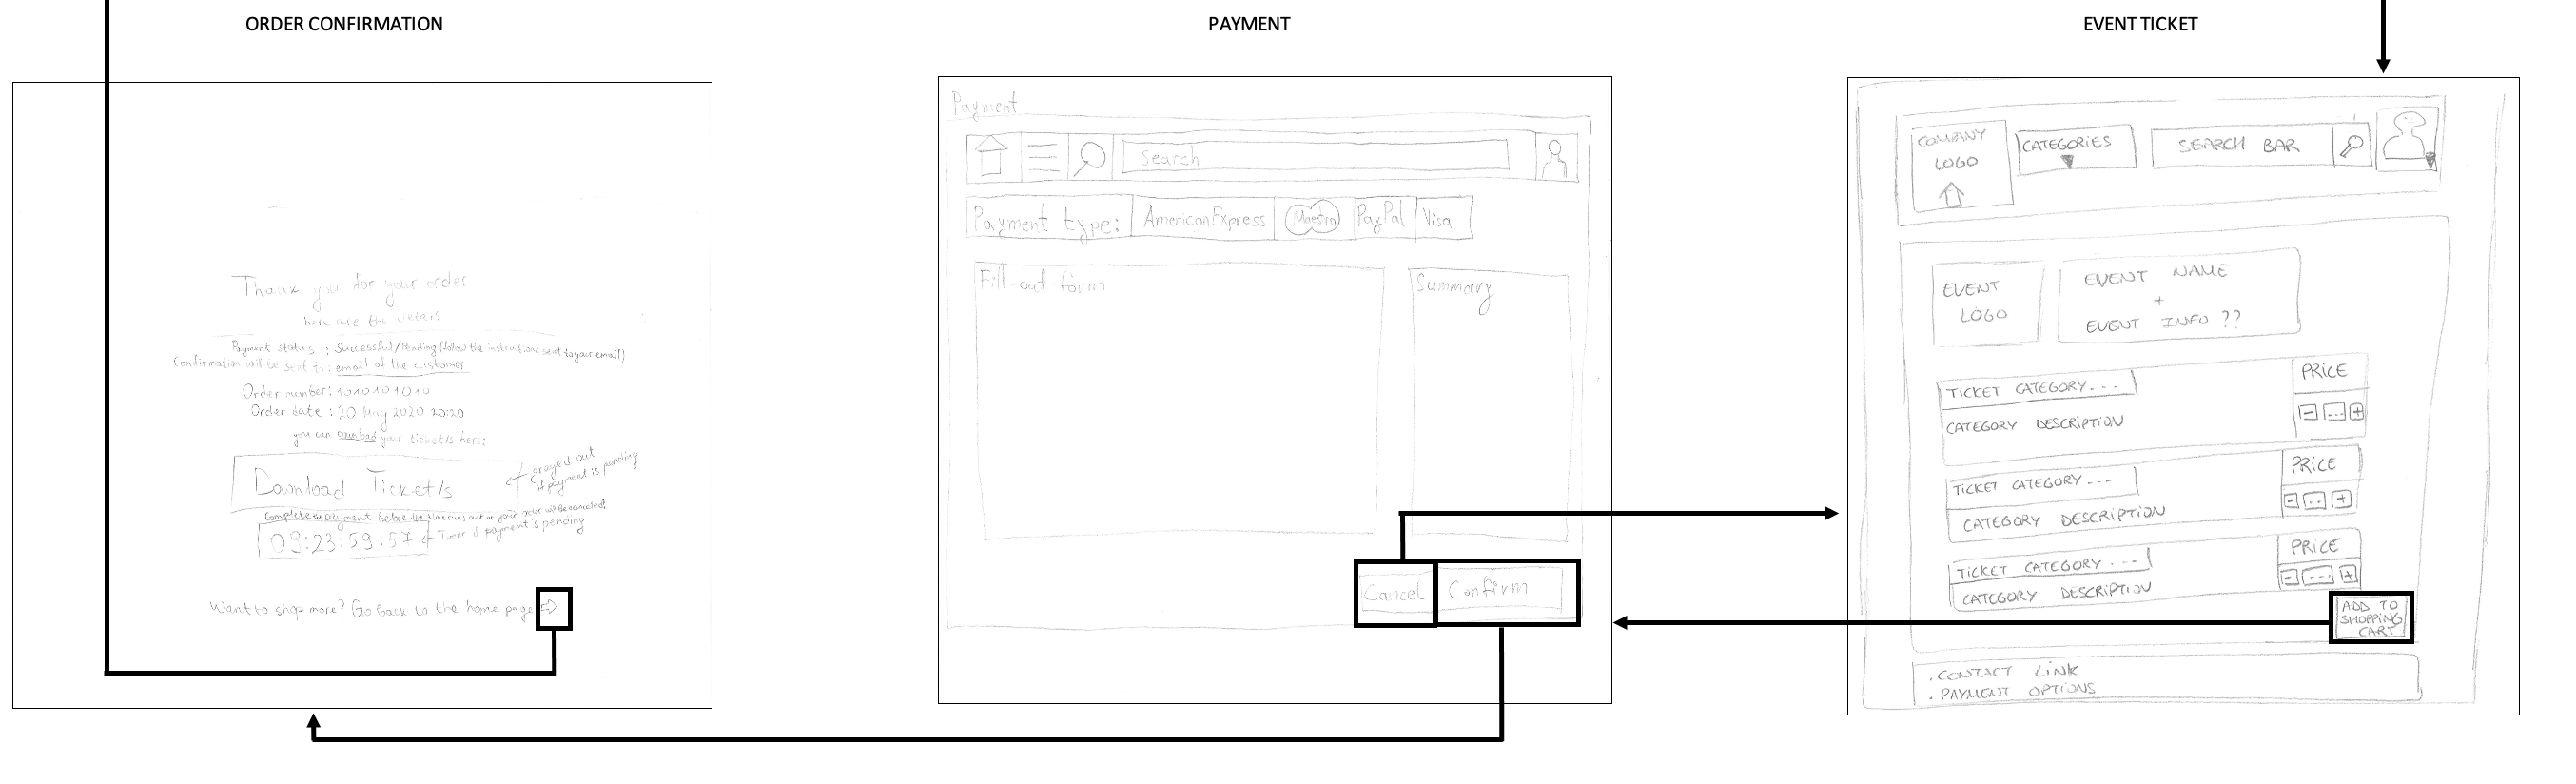 ORDER CONFIRMATION
Thanx you for your order
here are the details
Payment status : Successful/Pending (follow the instructions sent to your email)
Confirmation will be sent to: email of the customer
Order number: 1010101010
Order date : 20 May 2020 20:20
you can download your ticket/s here:
Download Ticket/s
grayed out
if payment is pending
Complete the payment before the time runs out or your order will be cancelled,
09:23:59:57
Timer if payment's pending
Want to shop more? Go back to the home page
PAYMENT
Payment
Search
Payment type: American Express Maestro PayPal Visa
Fill-out form
Summary
Cancel
Confirm
EVENT TICKET
COMPANY
LOGO
CATEGORIES
SEARCH BAR
EVENT
LOGO
EVENT NAME
+
EVENT INFO ??
TICKET CATEGORY...
PRICE
- ... +
CATEGORY DESCRIPTION
TICKET CATEGORY...
PRICE
- .. +
CATEGORY DESCRIPTION
TICKET CATEGORY...
PRICE
- ... +
CATEGORY DESCRIPTION
ADD TO
SHOPPING
CART
. CONTACT LINK
. PAYMENT OPTIONS